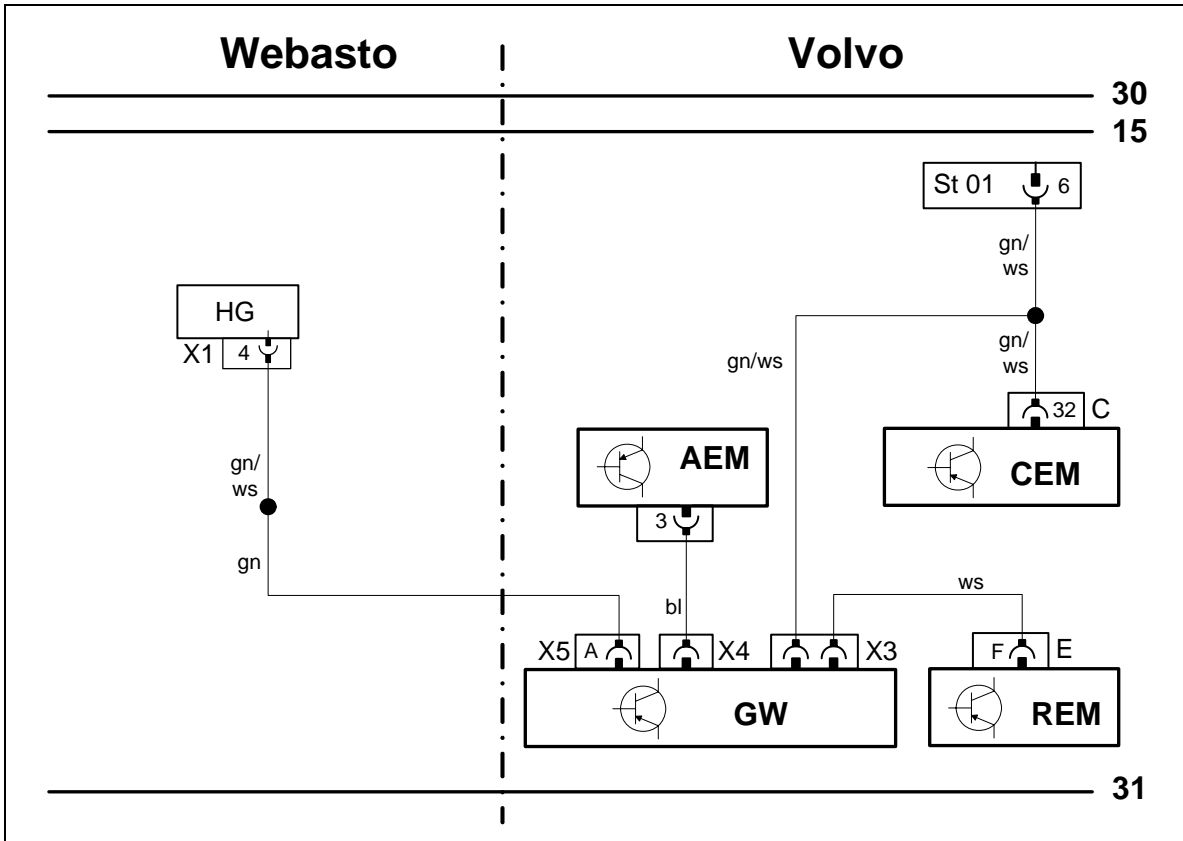 Webasto
Volvo
30
15
St 01 6
gn/
ws
HG
X1 4
gn/ws
gn/
ws
32 C
AEM
CEM
gn/
ws
3
gn
bl
ws
X5 A X4 X3 F E
GW REM
31